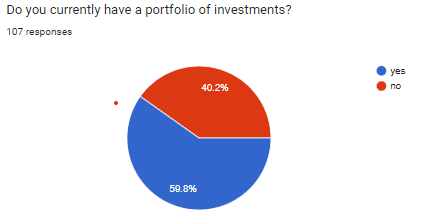 Do you currently have a portfolio of investments?
107 responses
yes
no
40.2%
59.8%